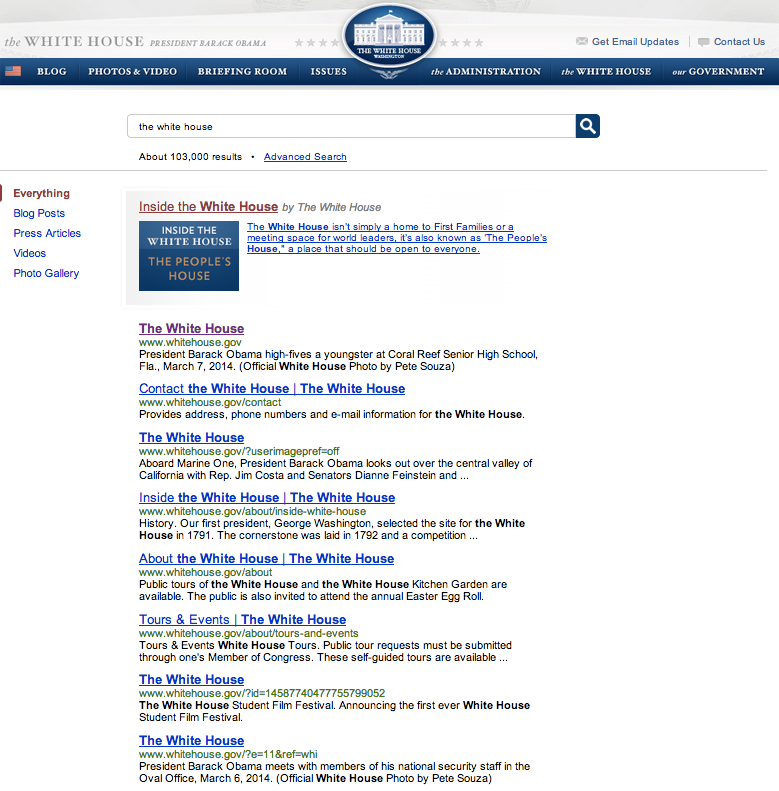 the WHITE HOUSE PRESIDENT BARACK OBAMA
THE WHITE HOUSE
WASHINGTON
Get Email Updates | Contact Us
BLOG PHOTOS & VIDEO BRIEFING ROOM ISSUES the ADMINISTRATION the WHITE HOUSE our GOVERNMENT
the white house
About 103,000 results • Advanced Search
Everything
Blog Posts
Press Articles
Videos
Photo Gallery
Inside the White House by The White House
INSIDE THE
WHITE HOUSE
THE PEOPLE'S
HOUSE
The White House isn't simply a home to First Families or a
meeting space for world leaders, it's also known as 'The People's
House," a place that should be open to everyone.
The White House
www.whitehouse.gov
President Barack Obama high-fives a youngster at Coral Reef Senior High School,
Fla., March 7, 2014. (Official White House Photo by Pete Souza)
Contact the White House | The White House
www.whitehouse.gov/contact
Provides address, phone numbers and e-mail information for the White House.
The White House
www.whitehouse.gov/?userimagepref=off
Aboard Marine One, President Barack Obama looks out over the central valley of
California with Rep. Jim Costa and Senators Dianne Feinstein and ...
Inside the White House | The White House
www.whitehouse.gov/about/inside-white-house
History. Our first president, George Washington, selected the site for the White
House in 1791. The cornerstone was laid in 1792 and a competition ...
About the White House | The White House
www.whitehouse.gov/about
Public tours of the White House and the White House Kitchen Garden are
available. The public is also invited to attend the annual Easter Egg Roll.
Tours & Events | The White House
www.whitehouse.gov/about/tours-and-events
Tours & Events White House Tours. Public tour requests must be submitted
through one's Member of Congress. These self-guided tours are available ...
The White House
www.whitehouse.gov/?id=14587740477755799052
The White House Student Film Festival. Announcing the first ever White House
Student Film Festival.
The White House
www.whitehouse.gov/?e=11&ref=whi
President Barack Obama meets with members of his national security staff in the
Oval Office, March 6, 2014. (Official White House Photo by Pete Souza)